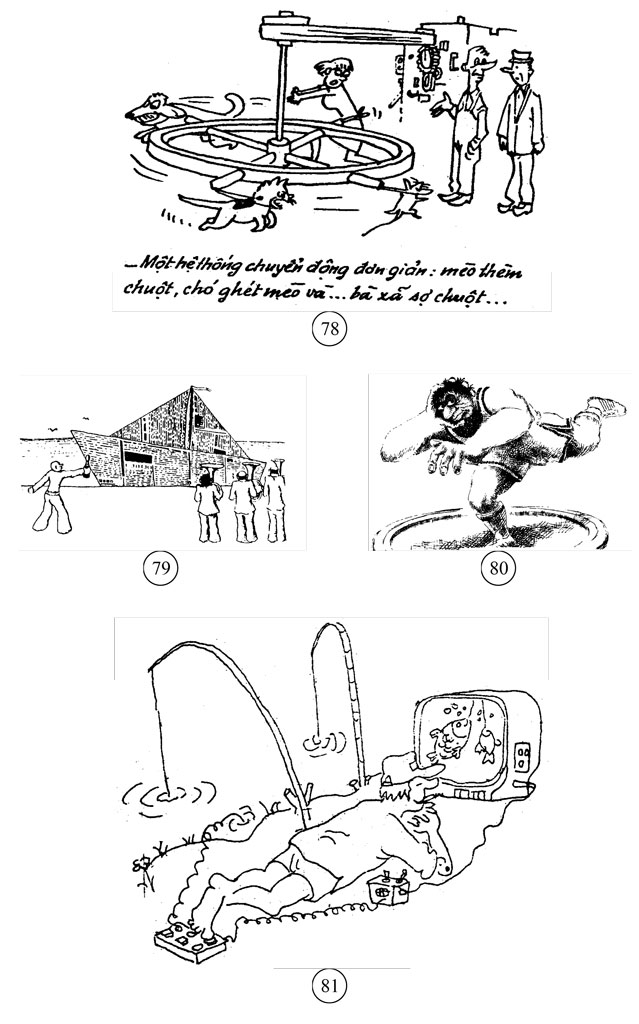 – Một hệ thống chuyển động đơn giản: mèo thèm
chuột, chó ghét mèo và... bà xã sợ chuột...
78
79
80
81